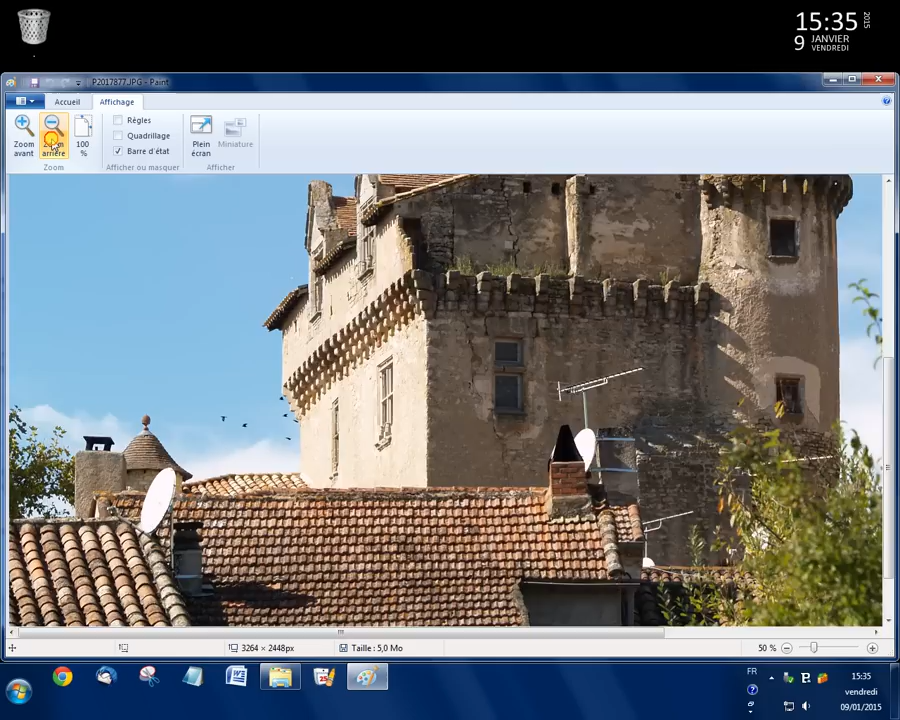 15:35
2015
9 JANVIER
VENDREDI
P2017877.JPG - Paint
Accueil
Affichage
Zoom avant
Zoom arrière
100 %
Règles
Quadrillage
Barre d'état
Plein écran
Miniature
Zoom
Afficher ou masquer
Afficher
3264 × 2448px
Taille : 5,0 Mo
50 %
FR
15:35
vendredi
09/01/2015